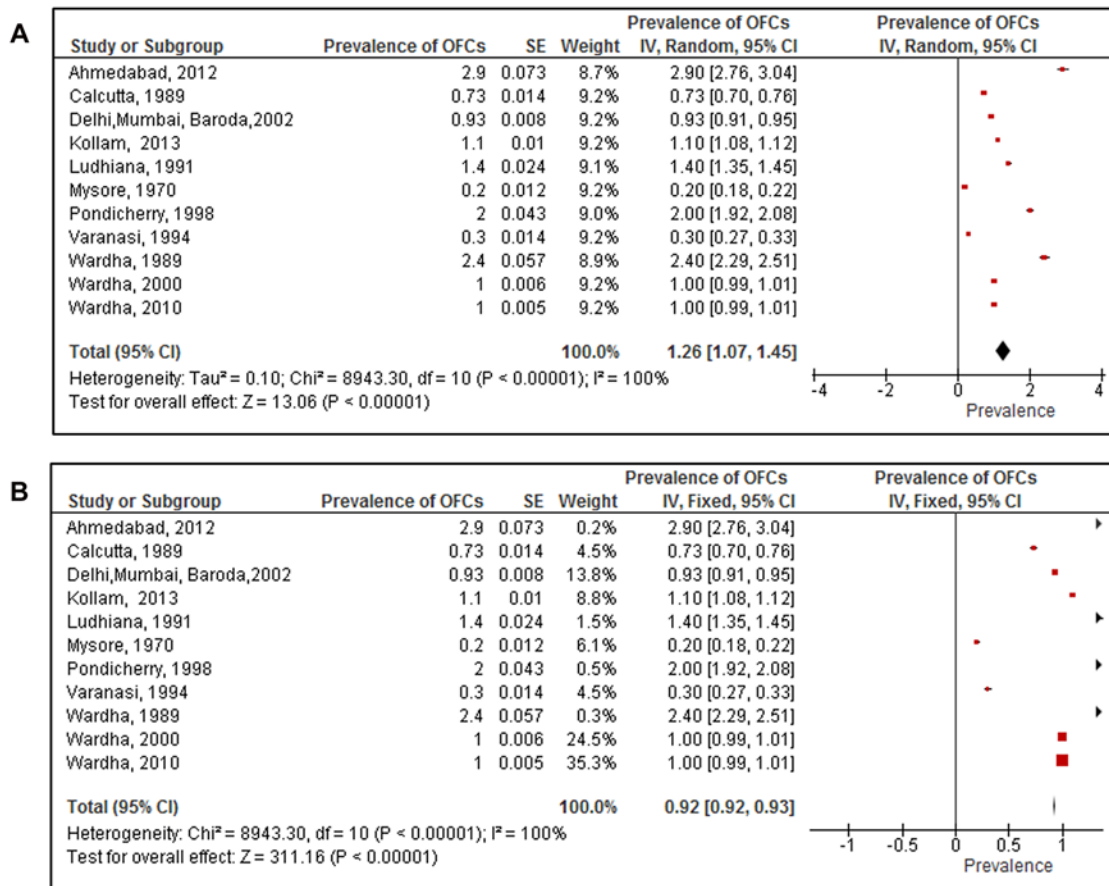 A
Prevalence of OFCs Prevalence of OFCs
Study or Subgroup Prevalence of OFCs SE Weight IV, Random, 95% CI IV, Random, 95% CI
Ahmedabad, 2012 2.9 0.073 8.7% 2.90 [2.76, 3.04]
Calcutta, 1989 0.73 0.014 9.2% 0.73 [0.70, 0.76]
Delhi,Mumbai, Baroda,2002 0.93 0.008 9.2% 0.93 [0.91, 0.95]
Kollam, 2013 1.1 0.01 9.2% 1.10 [1.08, 1.12]
Ludhiana, 1991 1.4 0.024 9.1% 1.40 [1.35, 1.45]
Mysore, 1970 0.2 0.012 9.2% 0.20 [0.18, 0.22]
Pondicherry, 1998 2 0.043 9.0% 2.00 [1.92, 2.08]
Varanasi, 1994 0.3 0.014 9.2% 0.30 [0.27, 0.33]
Wardha, 1989 2.4 0.057 8.9% 2.40 [2.29, 2.51]
Wardha, 2000 1 0.006 9.2% 1.00 [0.99, 1.01]
Wardha, 2010 1 0.005 9.2% 1.00 [0.99, 1.01]
Total (95% CI) 100.0% 1.26 [1.07, 1.45]
Heterogeneity: Tau² = 0.10; Chi² = 8943.30, df = 10 (P < 0.00001); I² = 100%
Test for overall effect: Z = 13.06 (P < 0.00001)
-4 -2 0 2 4
Prevalence
B
Prevalence of OFCs Prevalence of OFCs
Study or Subgroup Prevalence of OFCs SE Weight IV, Fixed, 95% CI IV, Fixed, 95% CI
Ahmedabad, 2012 2.9 0.073 0.2% 2.90 [2.76, 3.04]
Calcutta, 1989 0.73 0.014 4.5% 0.73 [0.70, 0.76]
Delhi,Mumbai, Baroda,2002 0.93 0.008 13.8% 0.93 [0.91, 0.95]
Kollam, 2013 1.1 0.01 8.8% 1.10 [1.08, 1.12]
Ludhiana, 1991 1.4 0.024 1.5% 1.40 [1.35, 1.45]
Mysore, 1970 0.2 0.012 6.1% 0.20 [0.18, 0.22]
Pondicherry, 1998 2 0.043 0.5% 2.00 [1.92, 2.08]
Varanasi, 1994 0.3 0.014 4.5% 0.30 [0.27, 0.33]
Wardha, 1989 2.4 0.057 0.3% 2.40 [2.29, 2.51]
Wardha, 2000 1 0.006 24.5% 1.00 [0.99, 1.01]
Wardha, 2010 1 0.005 35.3% 1.00 [0.99, 1.01]
Total (95% CI) 100.0% 0.92 [0.92, 0.93]
Heterogeneity: Chi² = 8943.30, df = 10 (P < 0.00001); I² = 100%
Test for overall effect: Z = 311.16 (P < 0.00001)
-1 -0.5 0 0.5 1
Prevalence